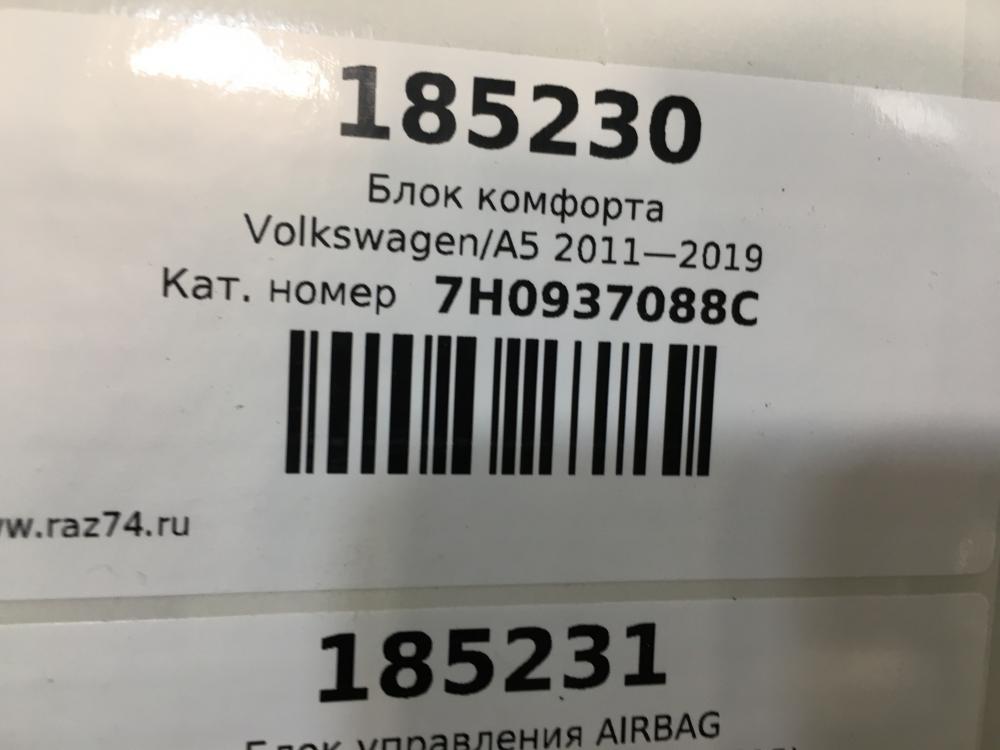 185230
Блок комфорта
Volkswagen/A5 2011—2019
Кат. номер 7H0937088C
w.raz74.ru
185231
Блок управления AIRBAG